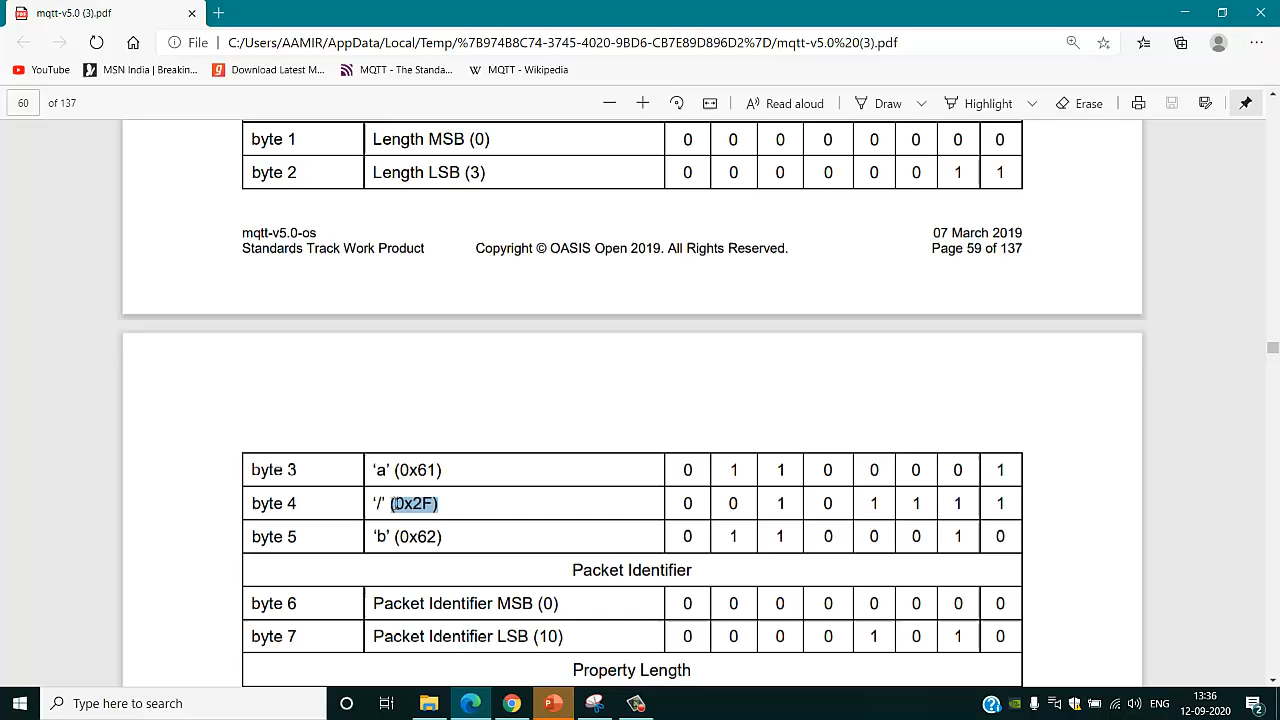 mqtt-v5.0 (3).pdf
File C:/Users/AAMIR/AppData/Local/Temp/%7B974B8C74-3745-4020-9BD6-CB7E89D896D2%7D/mqtt-v5.0%20(3).pdf
YouTube MSN India | Breakin... Download Latest M... MQTT - The Standa... MQTT - Wikipedia
60 of 137 Read aloud Draw Highlight Erase
byte 1 Length MSB (0) 0 0 0 0 0 0 0 0
byte 2 Length LSB (3) 0 0 0 0 0 0 1 1
mqtt-v5.0-os 07 March 2019
Standards Track Work Product Copyright © OASIS Open 2019. All Rights Reserved. Page 59 of 137
byte 3 ‘a’ (0x61) 0 1 1 0 0 0 0 1
byte 4 ‘/’ (0x2F) 0 0 1 0 1 1 1 1
byte 5 ‘b’ (0x62) 0 1 1 0 0 0 1 0
Packet Identifier
byte 6 Packet Identifier MSB (0) 0 0 0 0 0 0 0 0
byte 7 Packet Identifier LSB (10) 0 0 0 0 1 0 1 0
Property Length
Type here to search ENG 13:36
12-09-2020 2